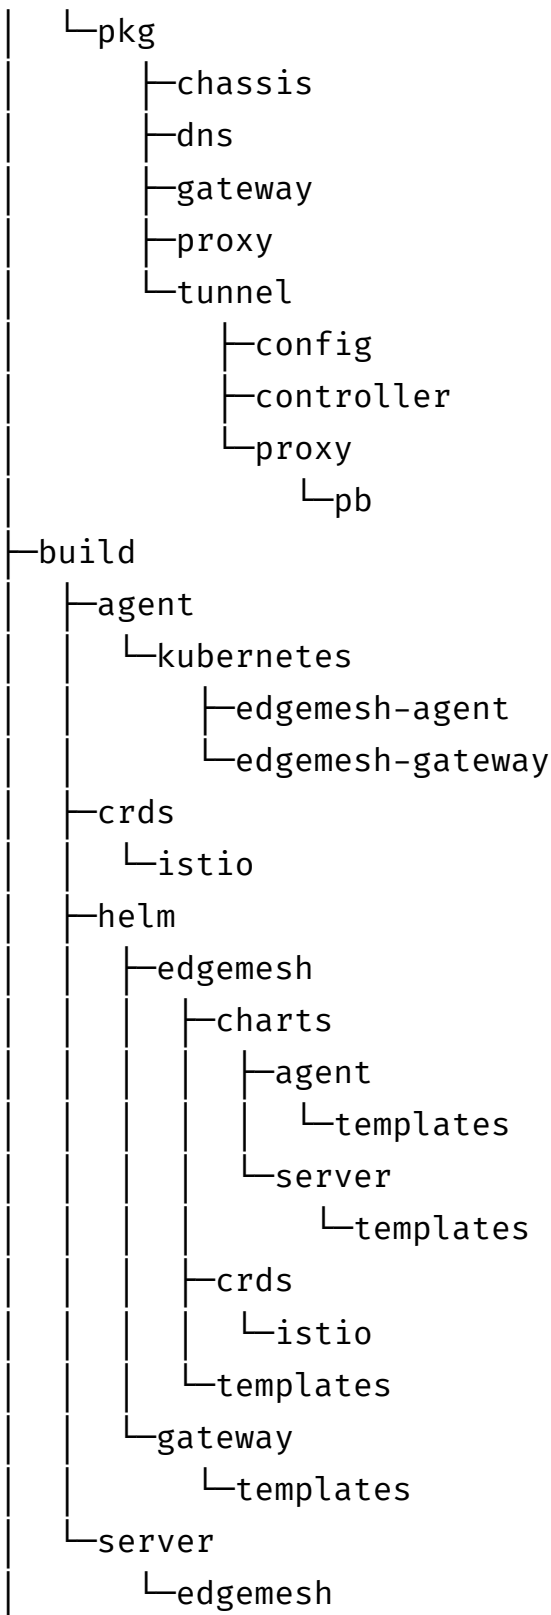 │   └─pkg
│       ├─chassis
│       ├─dns
│       ├─gateway
│       ├─proxy
│       └─tunnel
│           ├─config
│           ├─controller
│           └─proxy
│               └─pb
├─build
│  ├─agent
│  │  └─kubernetes
│  │      ├─edgemesh-agent
│  │      └─edgemesh-gateway
│  ├─crds
│  │  └─istio
│  ├─helm
│  │  ├─edgemesh
│  │  │  ├─charts
│  │  │  │  ├─agent
│  │  │  │  │  └─templates
│  │  │  │  └─server
│  │  │  │      └─templates
│  │  │  ├─crds
│  │  │  │  └─istio
│  │  │  └─templates
│  │  └─gateway
│  │      └─templates
│  └─server
│      └─edgemesh